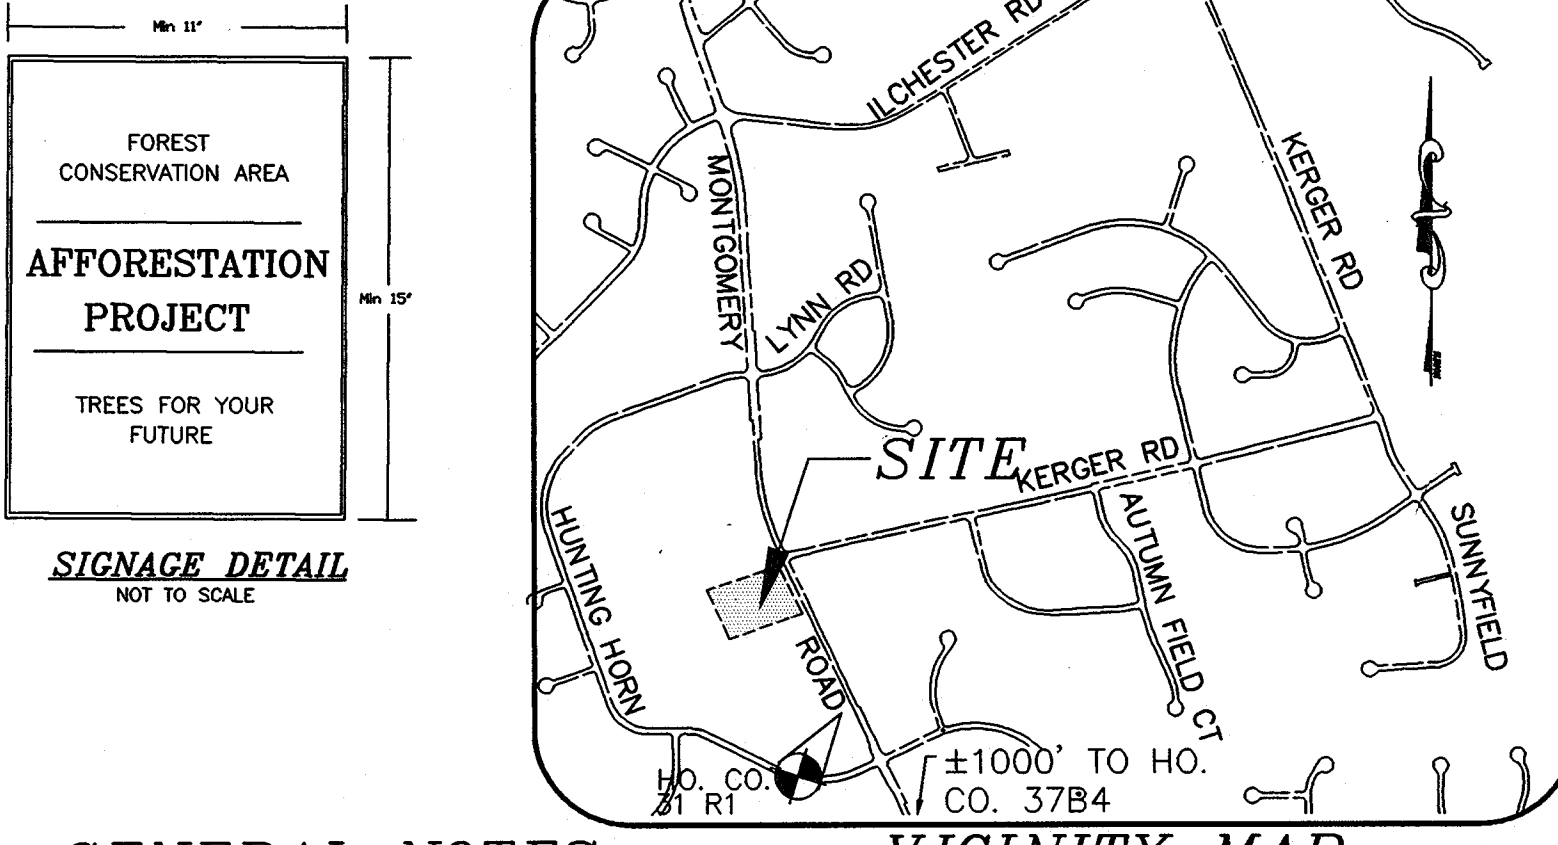 Min 11"
FOREST
CONSERVATION AREA
AFFORESTATION
PROJECT
TREES FOR YOUR
FUTURE
Min 15"
SIGNAGE DETAIL
NOT TO SCALE
ILCHESTER RD
KERGER RD
MONTGOMERY
LYNN RD
SITE
KERGER RD
AUTUMN FIELD CT
SUNNYFIELD
HUNTING HORN
ROAD
HO. CO.
31 R1
±1000' TO HO.
CO. 37B4
GENERAL NOTES
VICINITY MAP